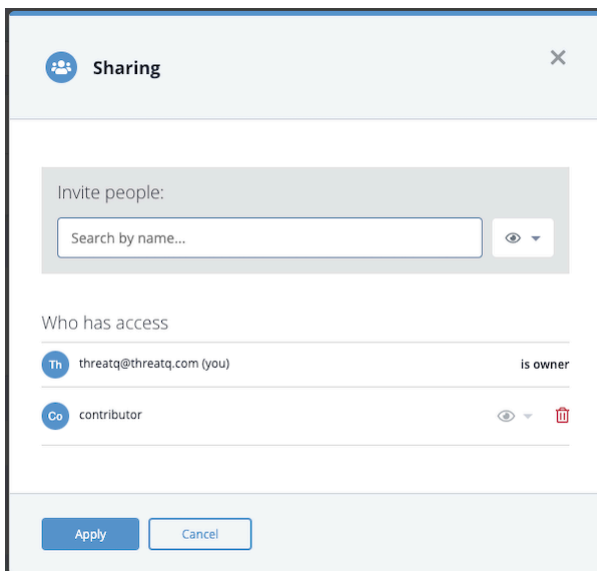 Sharing
Invite people:
Search by name...
Who has access
Th threatq@threatq.com (you) is owner
Co contributor
Apply Cancel